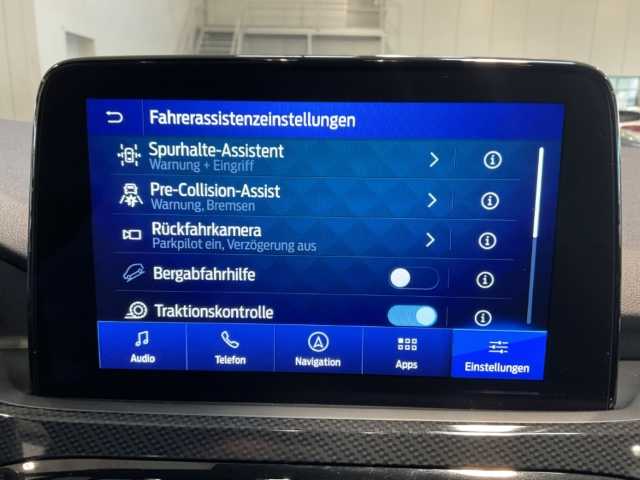 Fahrerassistenzeinstellungen
Spurhalte-Assistent
Warnung + Eingriff
Pre-Collision-Assist
Warnung, Bremsen
Rückfahrkamera
Parkpilot ein, Verzögerung aus
Bergabfahrhilfe
Traktionskontrolle
Audio
Telefon
Navigation
Apps
Einstellungen